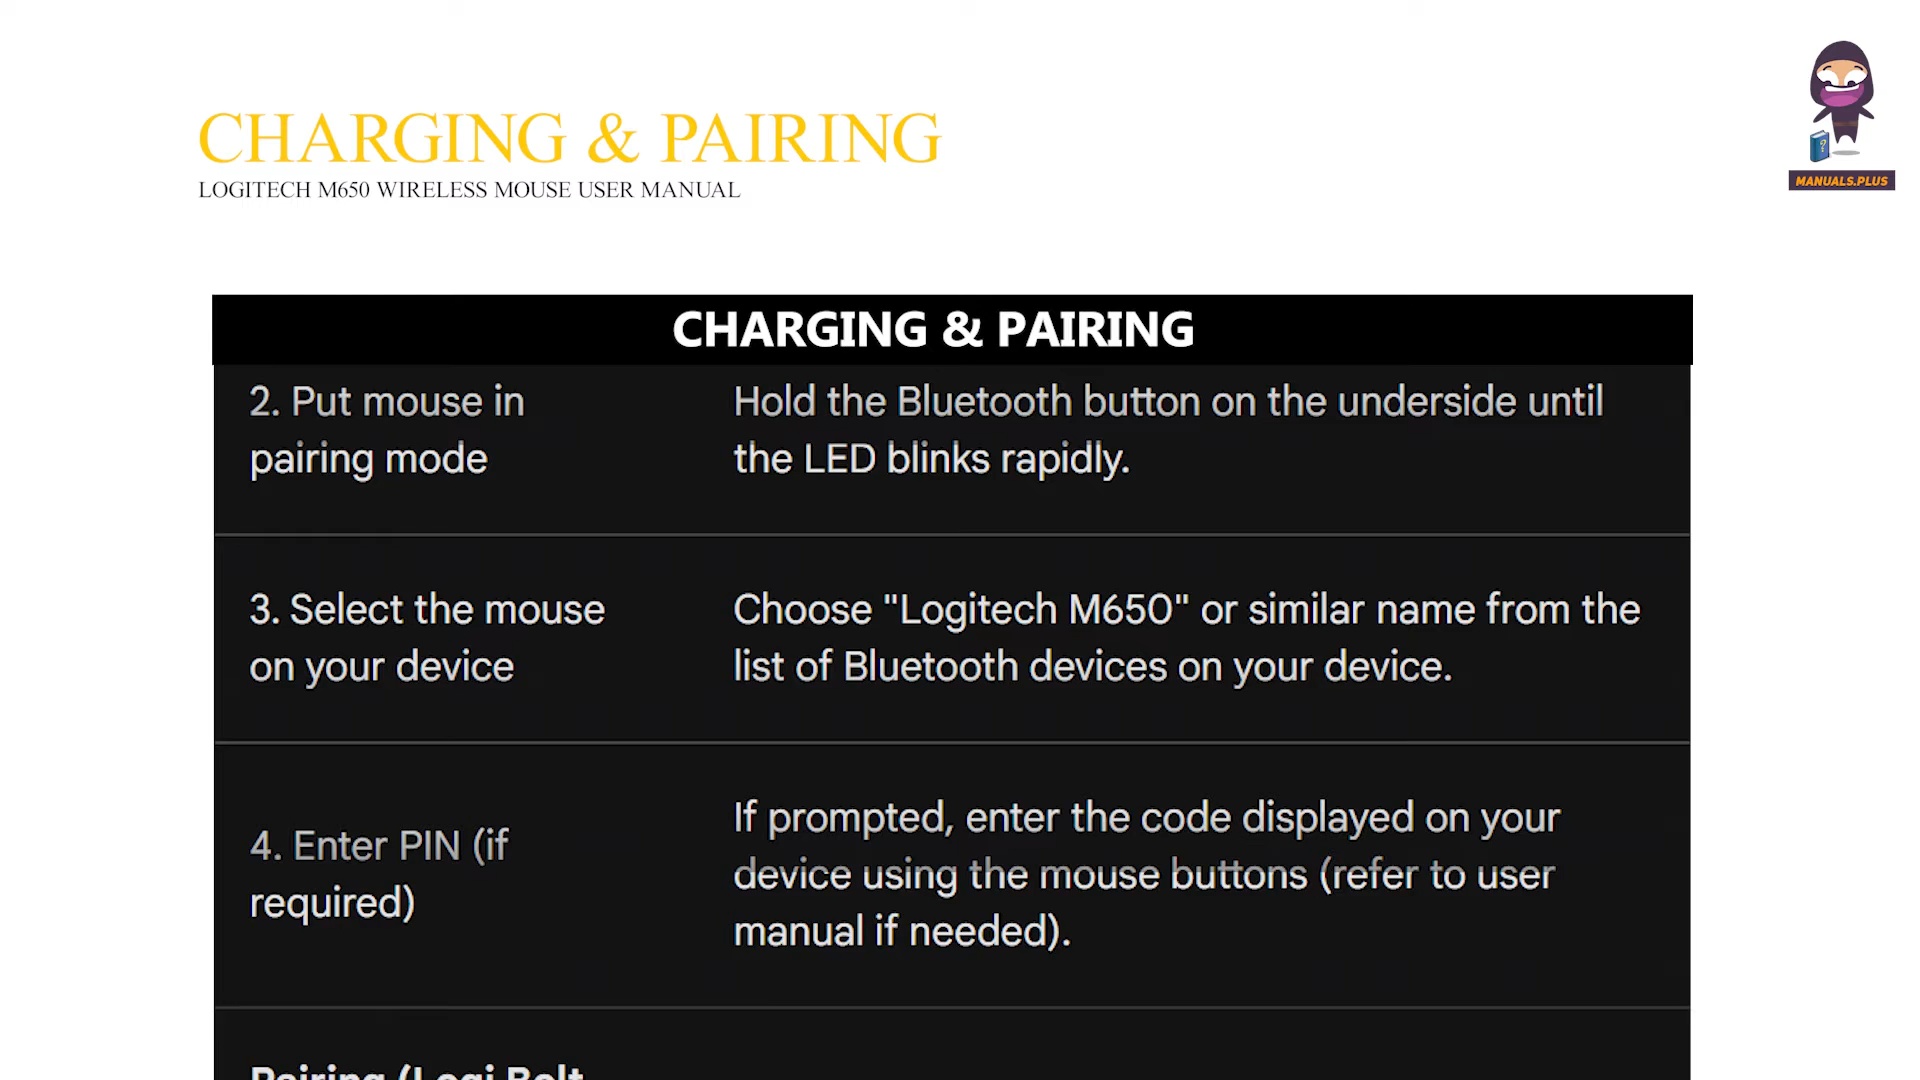 CHARGING & PAIRING
LOGITECH M650 WIRELESS MOUSE USER MANUAL
?
MANUALS.PLUS
CHARGING & PAIRING
2. Put mouse in
pairing mode
Hold the Bluetooth button on the underside until
the LED blinks rapidly.
3. Select the mouse
on your device
Choose "Logitech M650" or similar name from the
list of Bluetooth devices on your device.
4. Enter PIN (if
required)
If prompted, enter the code displayed on your
device using the mouse buttons (refer to user
manual if needed).
Pairing (Logi Bolt